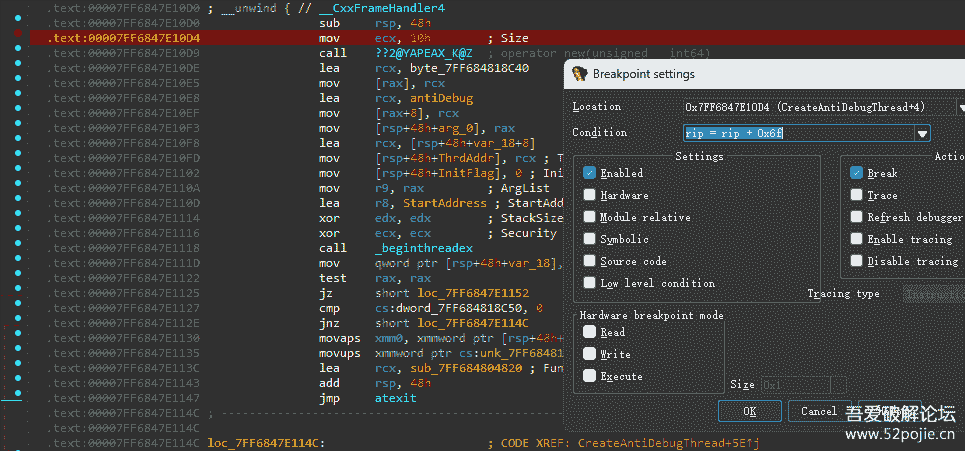 .text:00007FF6847E10D0 ; __unwind { // __CxxFrameHandler4
.text:00007FF6847E10D0 sub rsp, 48h
.text:00007FF6847E10D4 mov ecx, 10h ; Size
.text:00007FF6847E10D9 call ??2@YAPEAX_K@Z ; operator new(unsigned __int64)
.text:00007FF6847E10DE lea rcx, byte_7FF684818C40
.text:00007FF6847E10E5 mov [rax], rcx
.text:00007FF6847E10E8 lea rcx, antiDebug
.text:00007FF6847E10EF mov [rax+8], rcx
.text:00007FF6847E10F3 mov [rsp+48h+arg_0], rax
.text:00007FF6847E10F8 lea rcx, [rsp+48h+var_18+8]
.text:00007FF6847E10FD mov [rsp+48h+ThrdAddr], rcx ; T
.text:00007FF6847E1102 mov [rsp+48h+InitFlag], 0 ; Ini
.text:00007FF6847E110A mov r9, rax ; ArgList
.text:00007FF6847E110D lea r8, StartAddress ; StartAdd
.text:00007FF6847E1114 xor edx, edx ; StackSize
.text:00007FF6847E1116 xor ecx, ecx ; Security
.text:00007FF6847E1118 call _beginthreadex
.text:00007FF6847E111D mov qword ptr [rsp+48h+var_18],
.text:00007FF6847E1122 test rax, rax
.text:00007FF6847E1125 jz short loc_7FF6847E1152
.text:00007FF6847E1127 cmp cs:dword_7FF684818C50, 0
.text:00007FF6847E112E jnz short loc_7FF6847E114C
.text:00007FF6847E1130 movaps xmm0, xmmword ptr [rsp+48h+
.text:00007FF6847E1135 movups xmmword ptr cs:unk_7FF68481
.text:00007FF6847E113C lea rcx, sub_7FF684804820 ; Fun
.text:00007FF6847E1143 add rsp, 48h
.text:00007FF6847E1147 jmp atexit
.text:00007FF6847E114C ; ---------------------------
.text:00007FF6847E114C
.text:00007FF6847E114C loc_7FF6847E114C: ; CODE XREF: CreateAntiDebugThread+5E↑j
Breakpoint settings
Location 0x7FF6847E10D4 (CreateAntiDebugThread+4)
Condition rip = rip + 0x6f
Settings
Enabled
Hardware
Module relative
Symbolic
Source code
Low level condition
Actio
Break
Trace
Refresh debugger
Enable tracing
Disable tracing
Tracing type Instructio
Hardware breakpoint mode
Read
Write
Execute
Size 0x1
OK Cancel
吾爱破解论坛
www.52pojie.cn